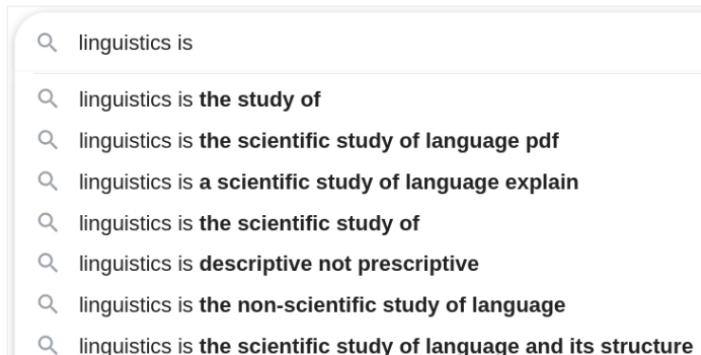 linguistics is
linguistics is the study of
linguistics is the scientific study of language pdf
linguistics is a scientific study of language explain
linguistics is the scientific study of
linguistics is descriptive not prescriptive
linguistics is the non-scientific study of language
linguistics is the scientific study of language and its structure